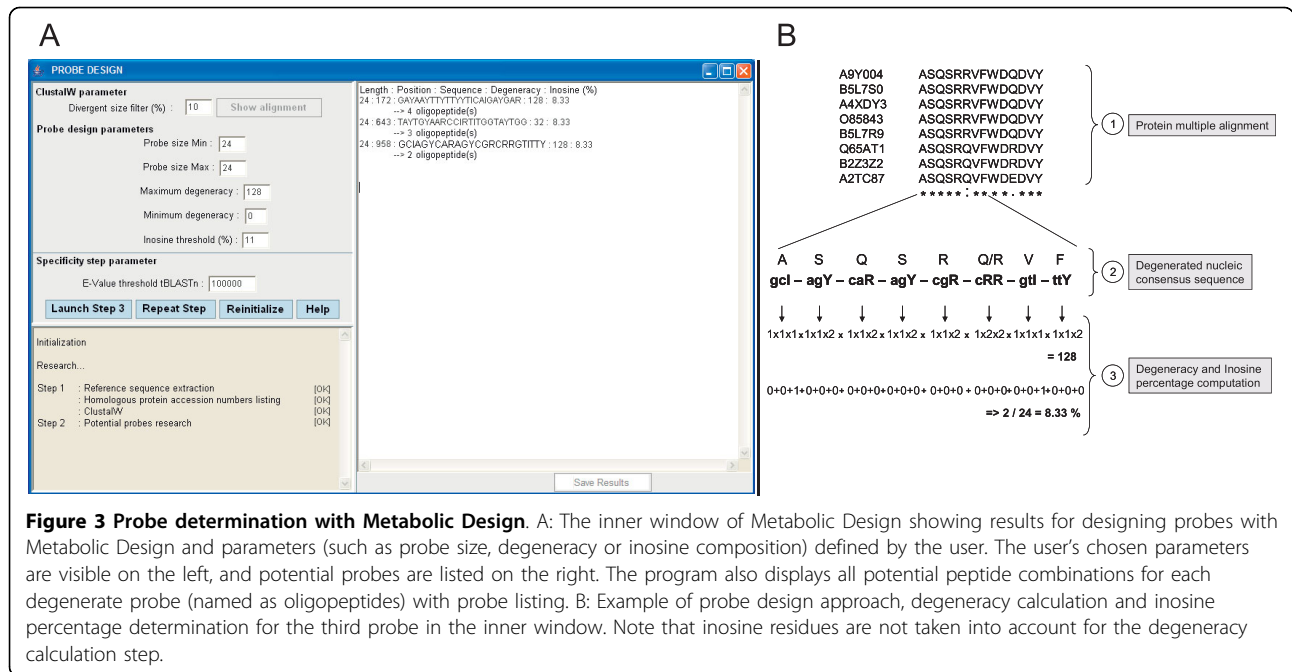 A
PROBE DESIGN
ClustalW parameter
Divergent size filter (%) : 10 Show alignment
Probe design parameters
Probe size Min : 24
Probe size Max : 24
Maximum degeneracy : 128
Minimum degeneracy : 0
Inosine threshold (%) : 11
Specificity step parameter
E-Value threshold tBLASTn : 100000
Launch Step 3 Repeat Step Reinitialize Help
Initialization
Research...
Step 1 : Reference sequence extraction [OK]
: Homologous protein accession numbers listing [OK]
: ClustalW [OK]
Step 2 : Potential probes research [OK]
Length : Position : Sequence : Degeneracy : Inosine (%)
24 : 172 : GAYAAYTTYTTYYTICAIGAYGAR : 128 : 8.33
--> 4 oligopeptide(s)
24 : 643 : TAYTGYAARCCIRTITGGTAYTGG : 32 : 8.33
--> 3 oligopeptide(s)
24 : 958 : GCIAGYCARAGYCGRCRRGTITTY : 128 : 8.33
--> 2 oligopeptide(s)
Save Results
B
A9Y004 ASQSRRVFWDQDVY
B5L7S0 ASQSRRVFWDQDVY
A4XDY3 ASQSRRVFWDQDVY
O85843 ASQSRRVFWDQDVY
B5L7R9 ASQSRRVFWDQDVY
Q65AT1 ASQSRQVFWDRDVY
B2Z3Z2 ASQSRQVFWDQDVY
A2TC87 ASQSRQVFWDEDVY
*****:****.***
1 Protein multiple alignment
A S Q S R Q/R V F
gcI – agY – caR – agY – cgR – cRR – gtI – ttY
2 Degenerated nucleic consensus sequence
1x1x1 x 1x1x2 x 1x1x2 x 1x1x2 x 1x1x2 x 1x2x2 x 1x1x1 x 1x1x2
= 128
0+0+1+0+0+0+0+0+0+0+0+0+ 0+0+0 + 0+0+0+ 0+0+1+0+0+0
=> 2 / 24 = 8.33 %
3 Degeneracy and Inosine percentage computation
Figure 3 Probe determination with Metabolic Design. A: The inner window of Metabolic Design showing results for designing probes with
Metabolic Design and parameters (such as probe size, degeneracy or inosine composition) defined by the user. The user's chosen parameters
are visible on the left, and potential probes are listed on the right. The program also displays all potential peptide combinations for each
degenerate probe (named as oligopeptides) with probe listing. B: Example of probe design approach, degeneracy calculation and inosine
percentage determination for the third probe in the inner window. Note that inosine residues are not taken into account for the degeneracy
calculation step.